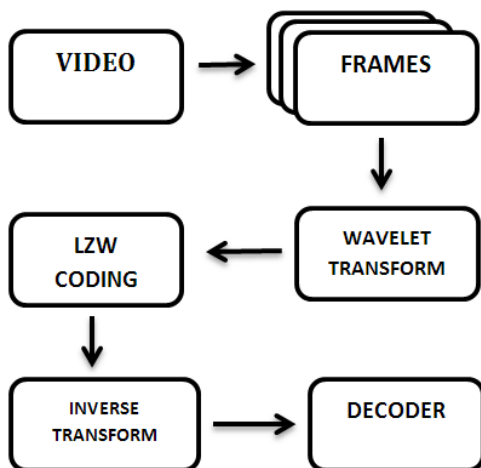 VIDEO
FRAMES
WAVELET
TRANSFORM
LZW
CODING
INVERSE
TRANSFORM
DECODER